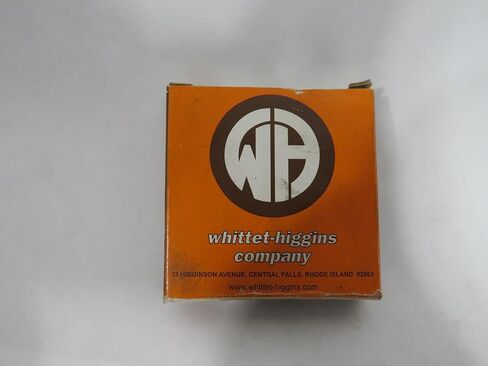 WH
whittet-higgins
company
33 HIGGINSON AVENUE, CENTRAL FALLS, RHODE ISLAND 02863
www.whittet-higgins.com